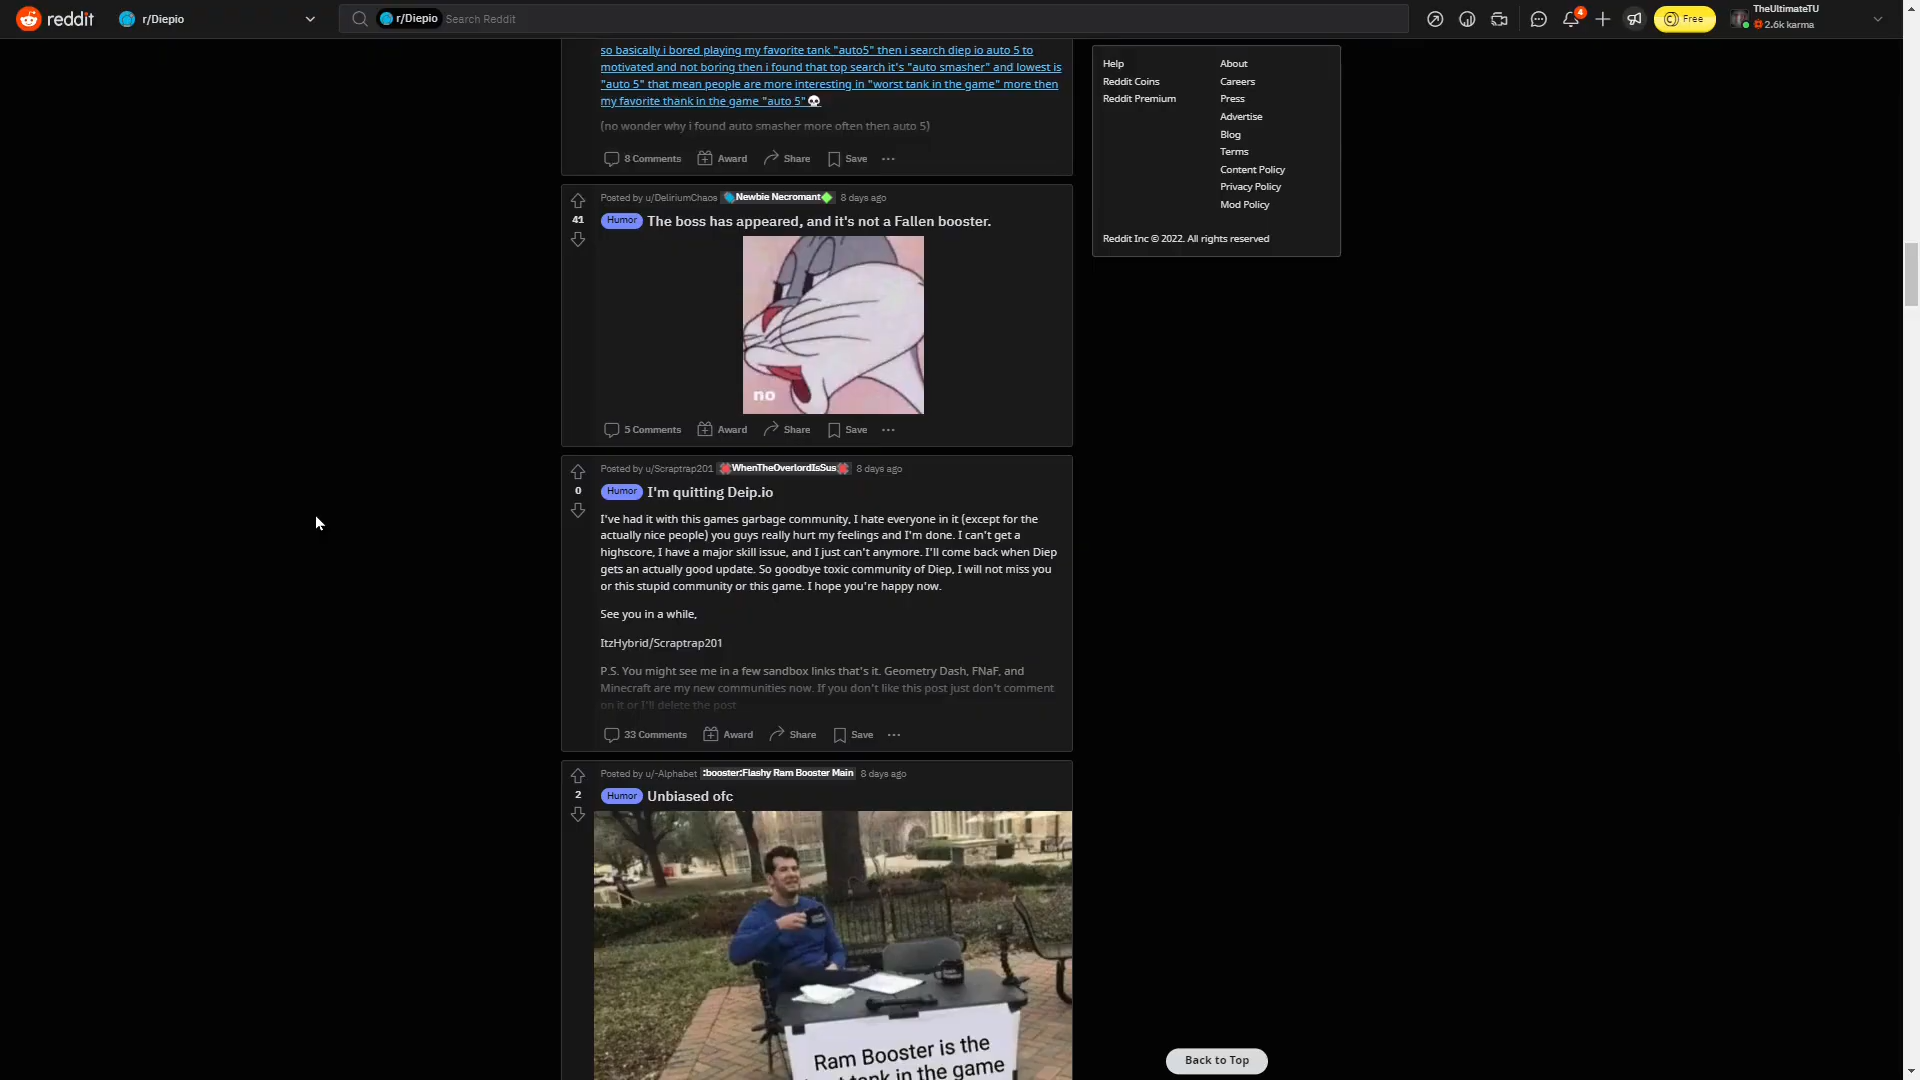 reddit
r/Diepio
r/Diepio Search Reddit
4
Free
TheUltimateTU
2.6k karma
so basically i bored playing my favorite tank "auto5" then i search diep io auto 5 to
motivated and not boring then i found that top search it's "auto smasher" and lowest is
"auto 5" that mean people are more interesting in "worst tank in the game" more then
my favorite thank in the game "auto 5"💀
(no wonder why i found auto smasher more often then auto 5)
8 Comments Award Share Save ...
Help About
Reddit Coins Careers
Reddit Premium Press
Advertise
Blog
Terms
Content Policy
Privacy Policy
Mod Policy
Reddit Inc © 2022. All rights reserved
Posted by u/DeliriumChaos Newbie Necromant 8 days ago
41
Humor The boss has appeared, and it's not a Fallen booster.
no
5 Comments Award Share Save ...
Posted by u/Scraptrap201 WhenTheOverlordIsSus 8 days ago
0
Humor I'm quitting Deip.io
I've had it with this games garbage community, I hate everyone in it (except for the
actually nice people) you guys really hurt my feelings and I'm done. I can't get a
highscore, I have a major skill issue, and I just can't anymore. I'll come back when Diep
gets an actually good update. So goodbye toxic community of Diep, I will not miss you
or this stupid community or this game. I hope you're happy now.
See you in a while,
ItzHybrid/Scraptrap201
P.S. You might see me in a few sandbox links that's it. Geometry Dash, FNaF, and
Minecraft are my new communities now. If you don't like this post just don't comment
on it or I'll delete the post
33 Comments Award Share Save ...
Posted by u/-Alphabet :booster:Flashy Ram Booster Main 8 days ago
2
Humor Unbiased ofc
Ram Booster is the
tank in the game
Back to Top